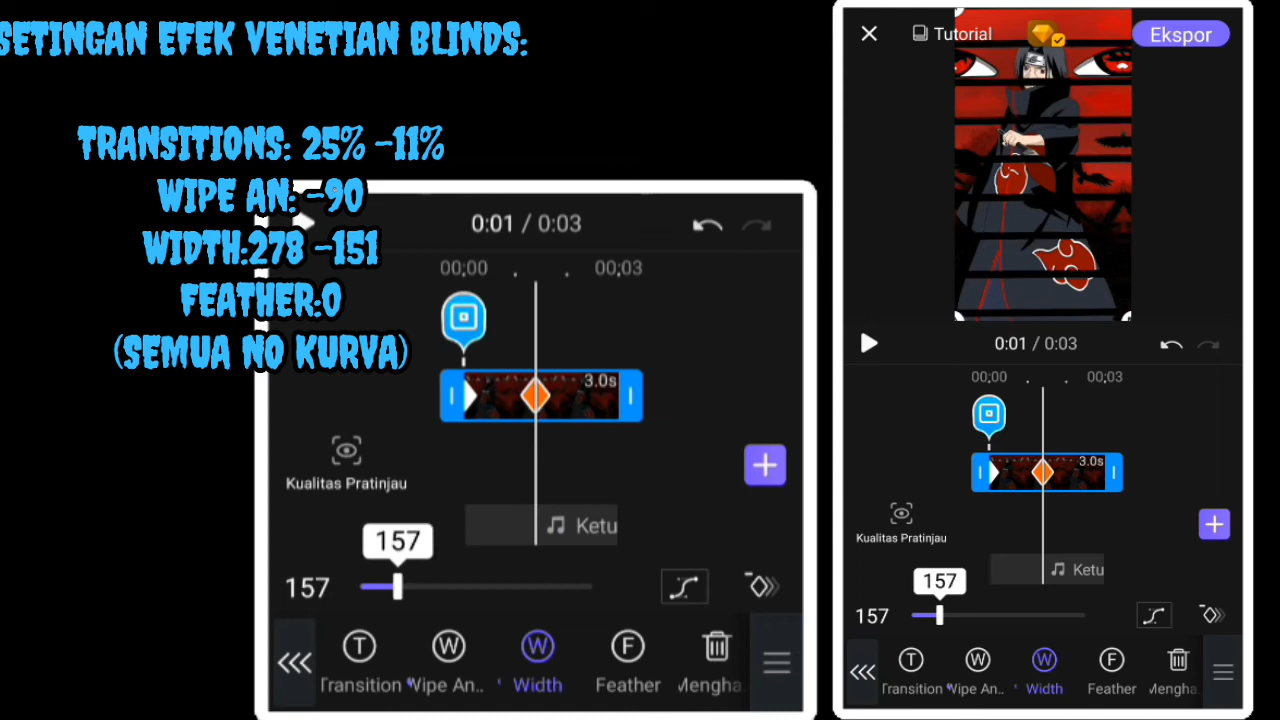 SETINGAN EFEK VENETIAN BLINDS:
TRANSITIONS: 25% -11%
WIPE AN: -90
WIDTH:278 -151
FEATHER:0
(SEMUA NO KURVA)
0:01 / 0:03
00;00
00;03
3.0s
Kualitas Pratinjau
Ketu
157
157
T
W
W
F
Transition
Wipe An..
Width
Feather
Mengha
Tutorial
Ekspor
0:01 / 0:03
00;00
00;03
3.0s
Kualitas Pratinjau
Ketu
157
157
T
W
W
F
Transition
Wipe An..
Width
Feather
Mengha